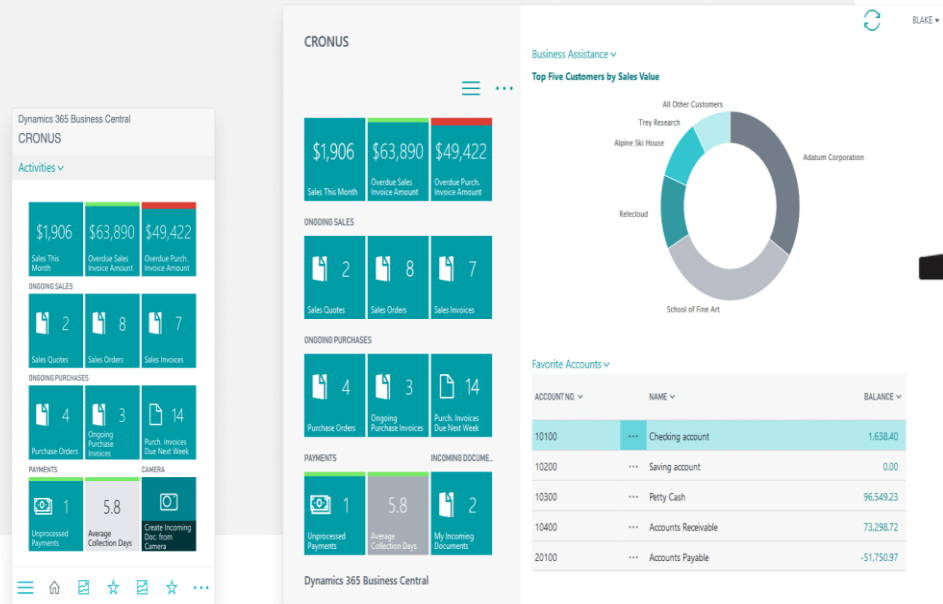 Dynamics 365 Business Central
CRONUS
Activities
$1,906
Sales This
Month
$63,890
Overdue Sales
Invoice Amount
$49,422
Overdue Purch.
Invoice Amount
ONGOING SALES
2
Sales Quotes
8
Sales Orders
7
Sales Invoices
ONGOING PURCHASES
4
Purchase Orders
3
Ongoing
Purchase
Invoices
14
Purch. Invoices
Due Next Week
PAYMENTS
CAMERA
1
Unprocessed
Payments
5.8
Average
Collection Days
Create Incoming
Doc. from
Camera
CRONUS
$1,906
Sales This Month
$63,890
Overdue Sales
Invoice Amount
$49,422
Overdue Purch.
Invoice Amount
ONGOING SALES
2
Sales Quotes
8
Sales Orders
7
Sales Invoices
ONGOING PURCHASES
4
Purchase Orders
3
Ongoing
Purchase Invoices
14
Purch. Invoices
Due Next Week
PAYMENTS
INCOMING DOCUME...
1
Unprocessed
Payments
5.8
Average
Collection Days
2
My Incoming
Documents
Dynamics 365 Business Central
BLAKE
Business Assistance
Top Five Customers by Sales Value
All Other Customers
Trey Research
Alpine Ski House
Adatum Corporation
Relecloud
School of Fine Art
Favorite Accounts
ACCOUNT NO. NAME BALANCE
10100 ... Checking account 1,638.40
10200 ... Saving account 0.00
10300 ... Petty Cash 96,549.23
10400 ... Accounts Receivable 73,298.72
20100 ... Accounts Payable -51,750.97